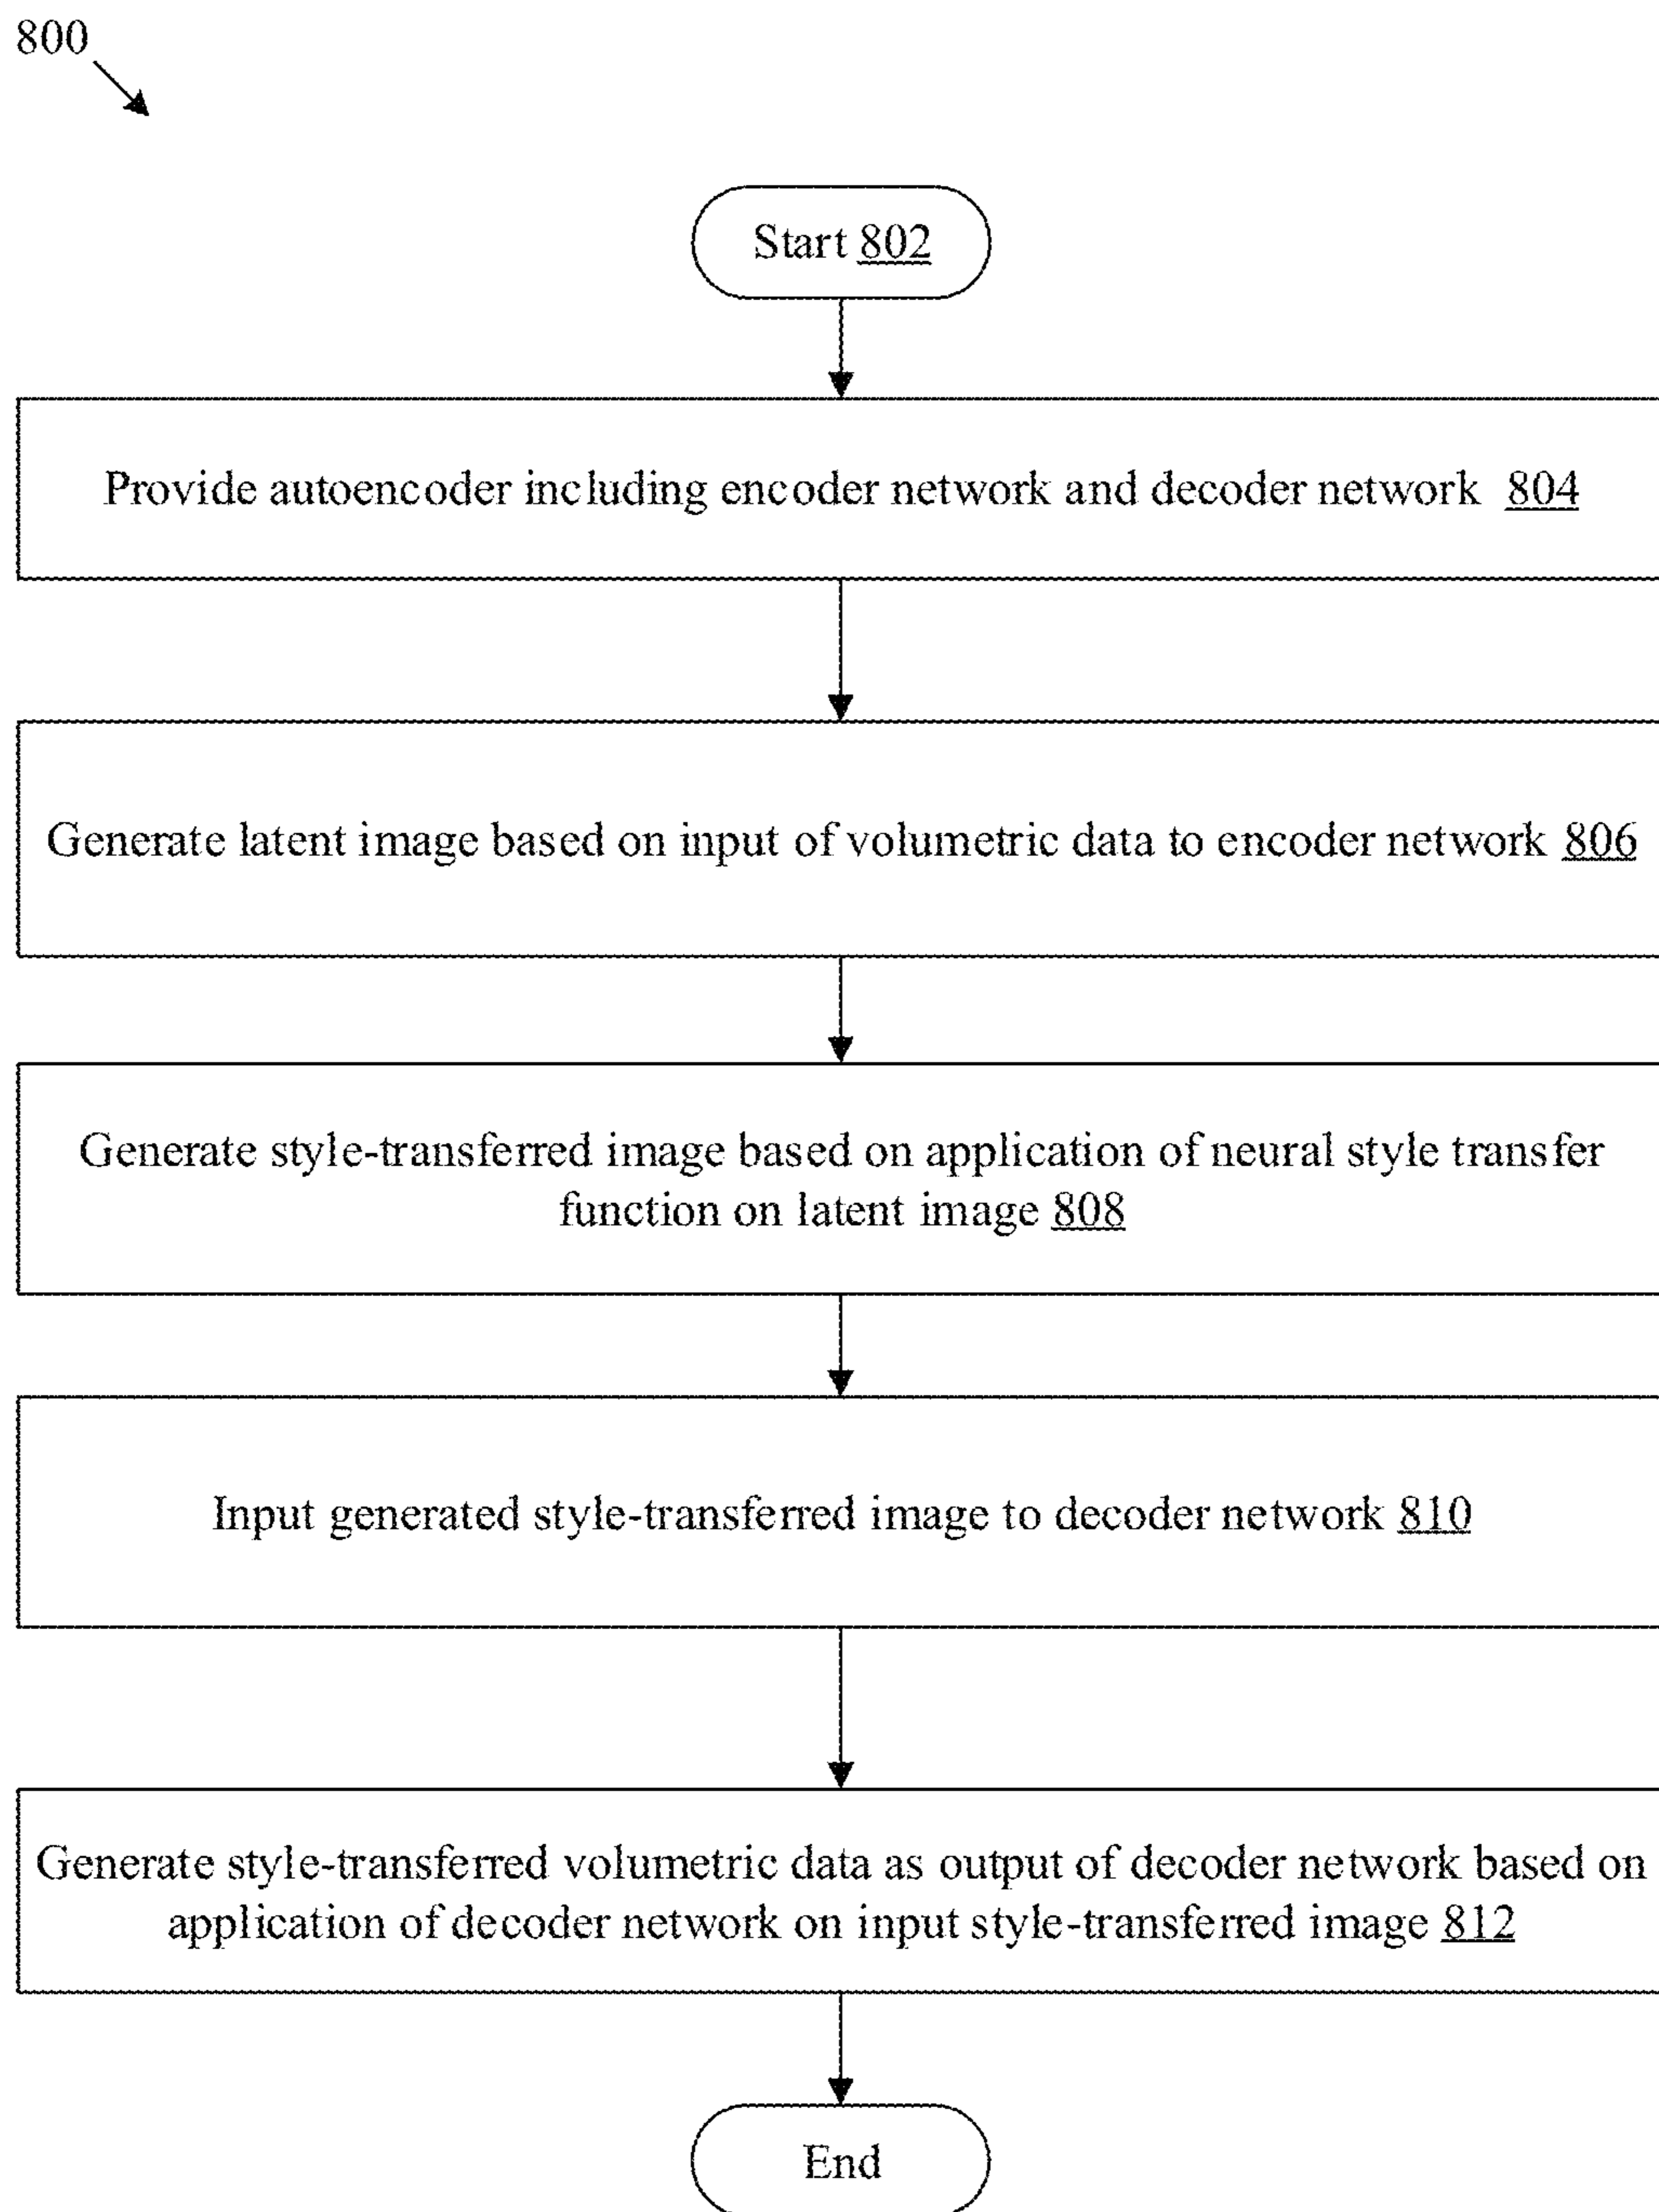 800
Start 802
Provide autoencoder including encoder network and decoder network 804
Generate latent image based on input of volumetric data to encoder network 806
Generate style-transferred image based on application of neural style transfer
function on latent image 808
Input generated style-transferred image to decoder network 810
Generate style-transferred volumetric data as output of decoder network based on
application of decoder network on input style-transferred image 812
End